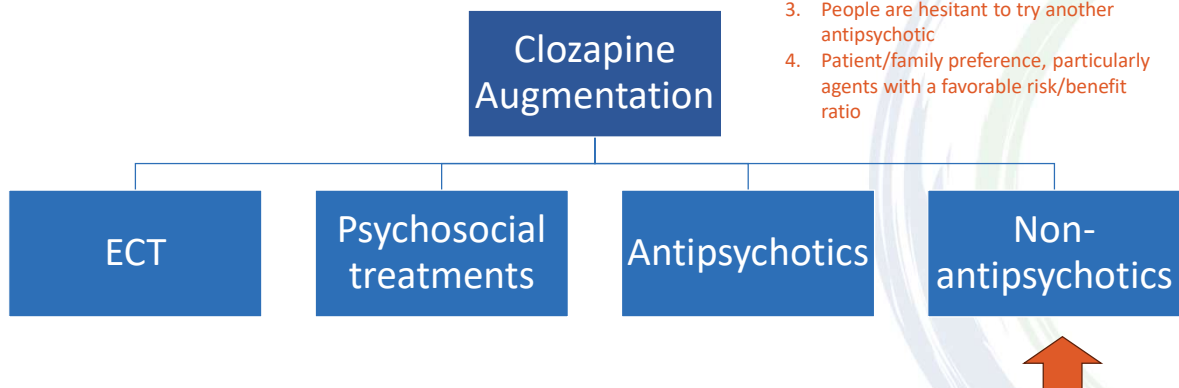 3. People are hesitant to try another
antipsychotic
4. Patient/family preference, particularly
agents with a favorable risk/benefit
ratio
Clozapine
Augmentation
ECT
Psychosocial
treatments
Antipsychotics
Non-
antipsychotics